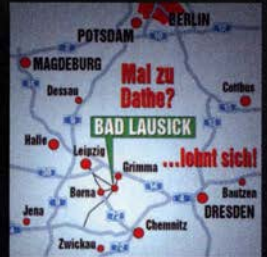 BERLIN
POTSDAM
MAGDEBURG
Mal zu
Dathe?
Dessau
Cottbus
BAD LAUSICK
Halle
Leipzig
Grimma
...lohnt sich!
Borna
Bautzen
DRESDEN
Jena
Chemnitz
Zwickau